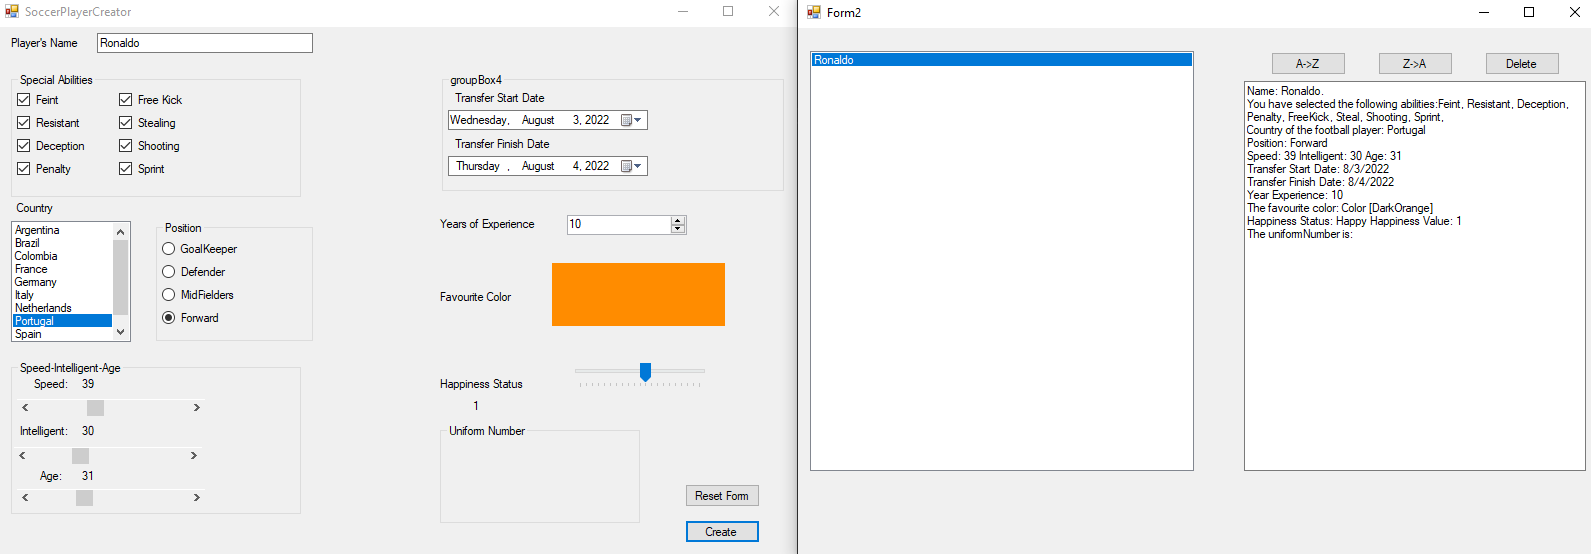 SoccerPlayerCreator
Player's Name
Ronaldo
Special Abilities
Feint
Free Kick
Resistant
Stealing
Deception
Shooting
Penalty
Sprint
Country
Argentina
Brazil
Colombia
France
Germany
Italy
Netherlands
Portugal
Spain
Position
GoalKeeper
Defender
MidFielders
Forward
Speed-Intelligent-Age
Speed: 39
Intelligent: 30
Age: 31
groupBox4
Transfer Start Date
Wednesday, August 3, 2022
Transfer Finish Date
Thursday , August 4, 2022
Years of Experience
10
Favourite Color
Happiness Status
1
Uniform Number
Reset Form
Create
Form2
Ronaldo
A->Z
Z->A
Delete
Name: Ronaldo.
You have selected the following abilities:Feint, Resistant, Deception,
Penalty, FreeKick, Steal, Shooting, Sprint,
Country of the football player: Portugal
Position: Forward
Speed: 39 Intelligent: 30 Age: 31
Transfer Start Date: 8/3/2022
Transfer Finish Date: 8/4/2022
Year Experience: 10
The favourite color: Color [DarkOrange]
Happiness Status: Happy Happiness Value: 1
The uniformNumber is: